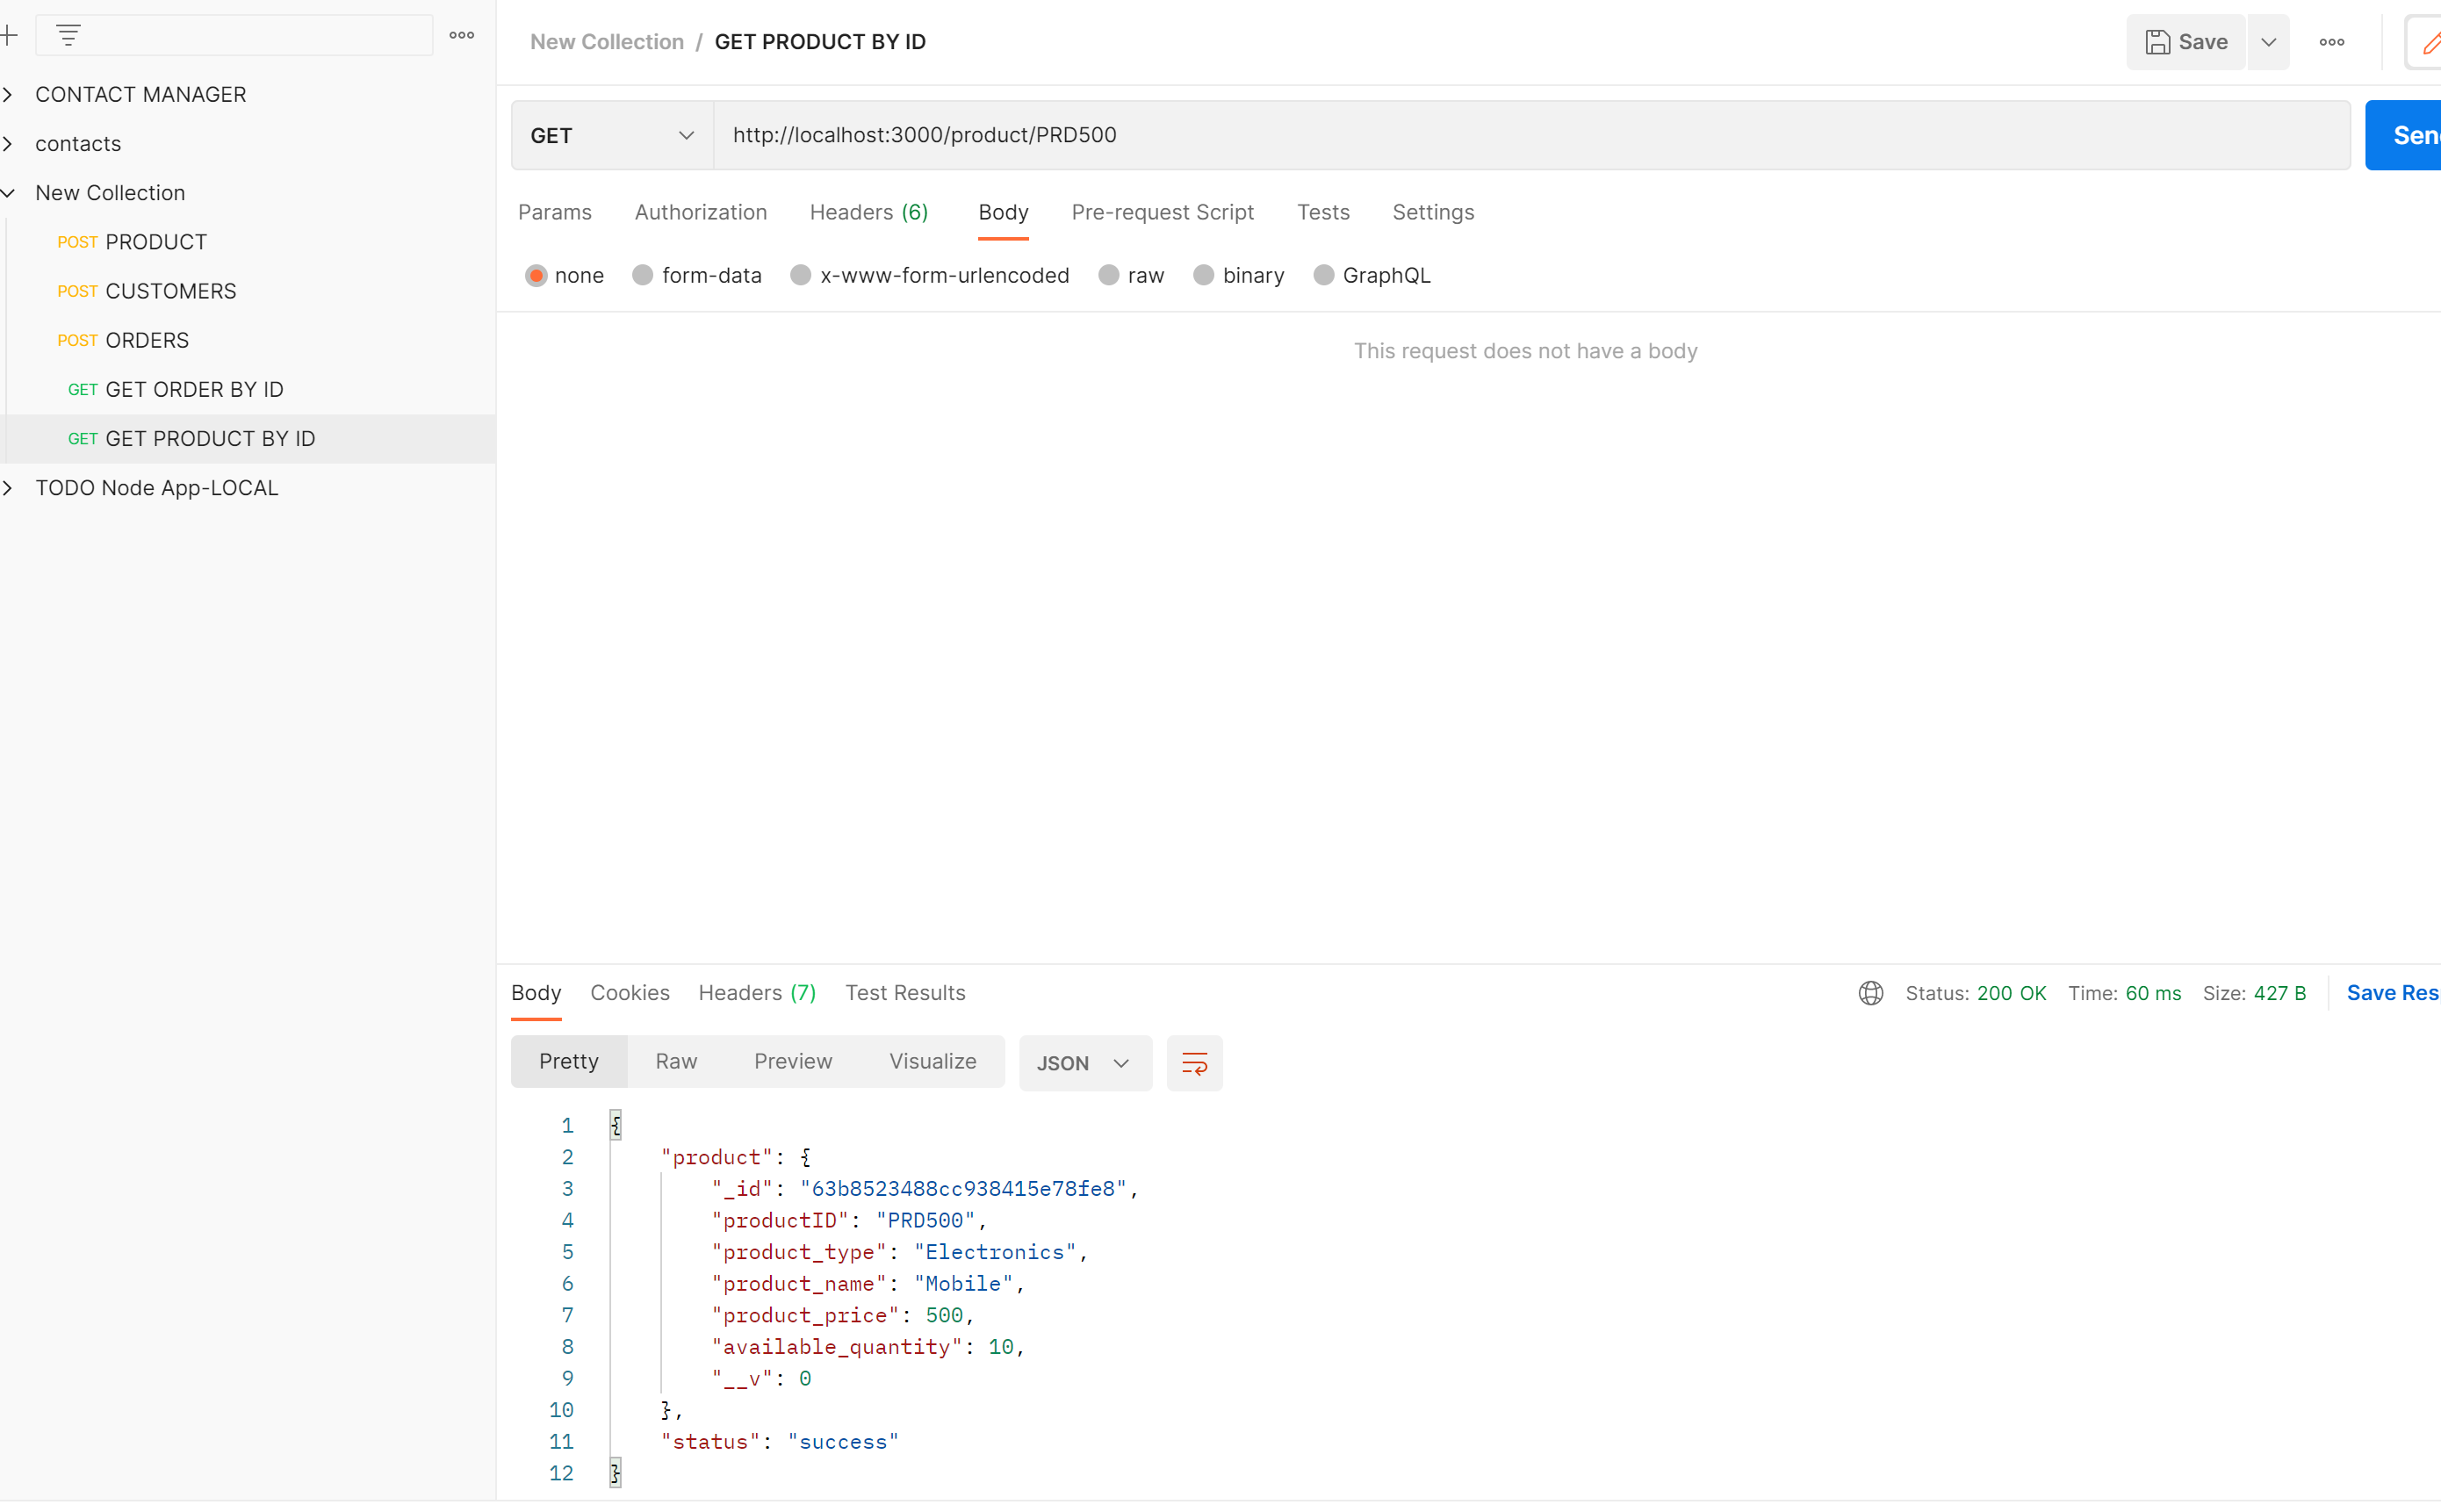 New Collection / GET PRODUCT BY ID
Save
CONTACT MANAGER
contacts
New Collection
POST PRODUCT
POST CUSTOMERS
POST ORDERS
GET GET ORDER BY ID
GET GET PRODUCT BY ID
TODO Node App-LOCAL
GET http://localhost:3000/product/PRD500
Params Authorization Headers (6) Body Pre-request Script Tests Settings
none form-data x-www-form-urlencoded raw binary GraphQL
This request does not have a body
Body Cookies Headers (7) Test Results Status: 200 OK Time: 60 ms Size: 427 B Save Res
Pretty Raw Preview Visualize JSON
1 {
2 "product": {
3 "_id": "63b8523488cc938415e78fe8",
4 "productID": "PRD500",
5 "product_type": "Electronics",
6 "product_name": "Mobile",
7 "product_price": 500,
8 "available_quantity": 10,
9 "__v": 0
10 },
11 "status": "success"
12 }